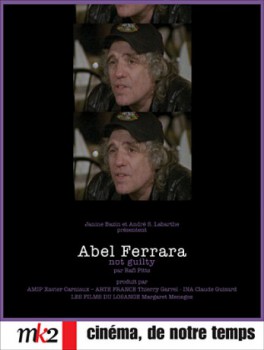 Janine Bazin et André S. Labarthe
présentent
Abel Ferrara
not guilty
par Rafi Pitts
produit par
AMIP Xavier Carniaux - ARTE FRANCE Thierry Garrel - INA Claude Guisard
LES FILMS DU LOSANGE Margaret Menegoz
mk2 cinéma, de notre temps